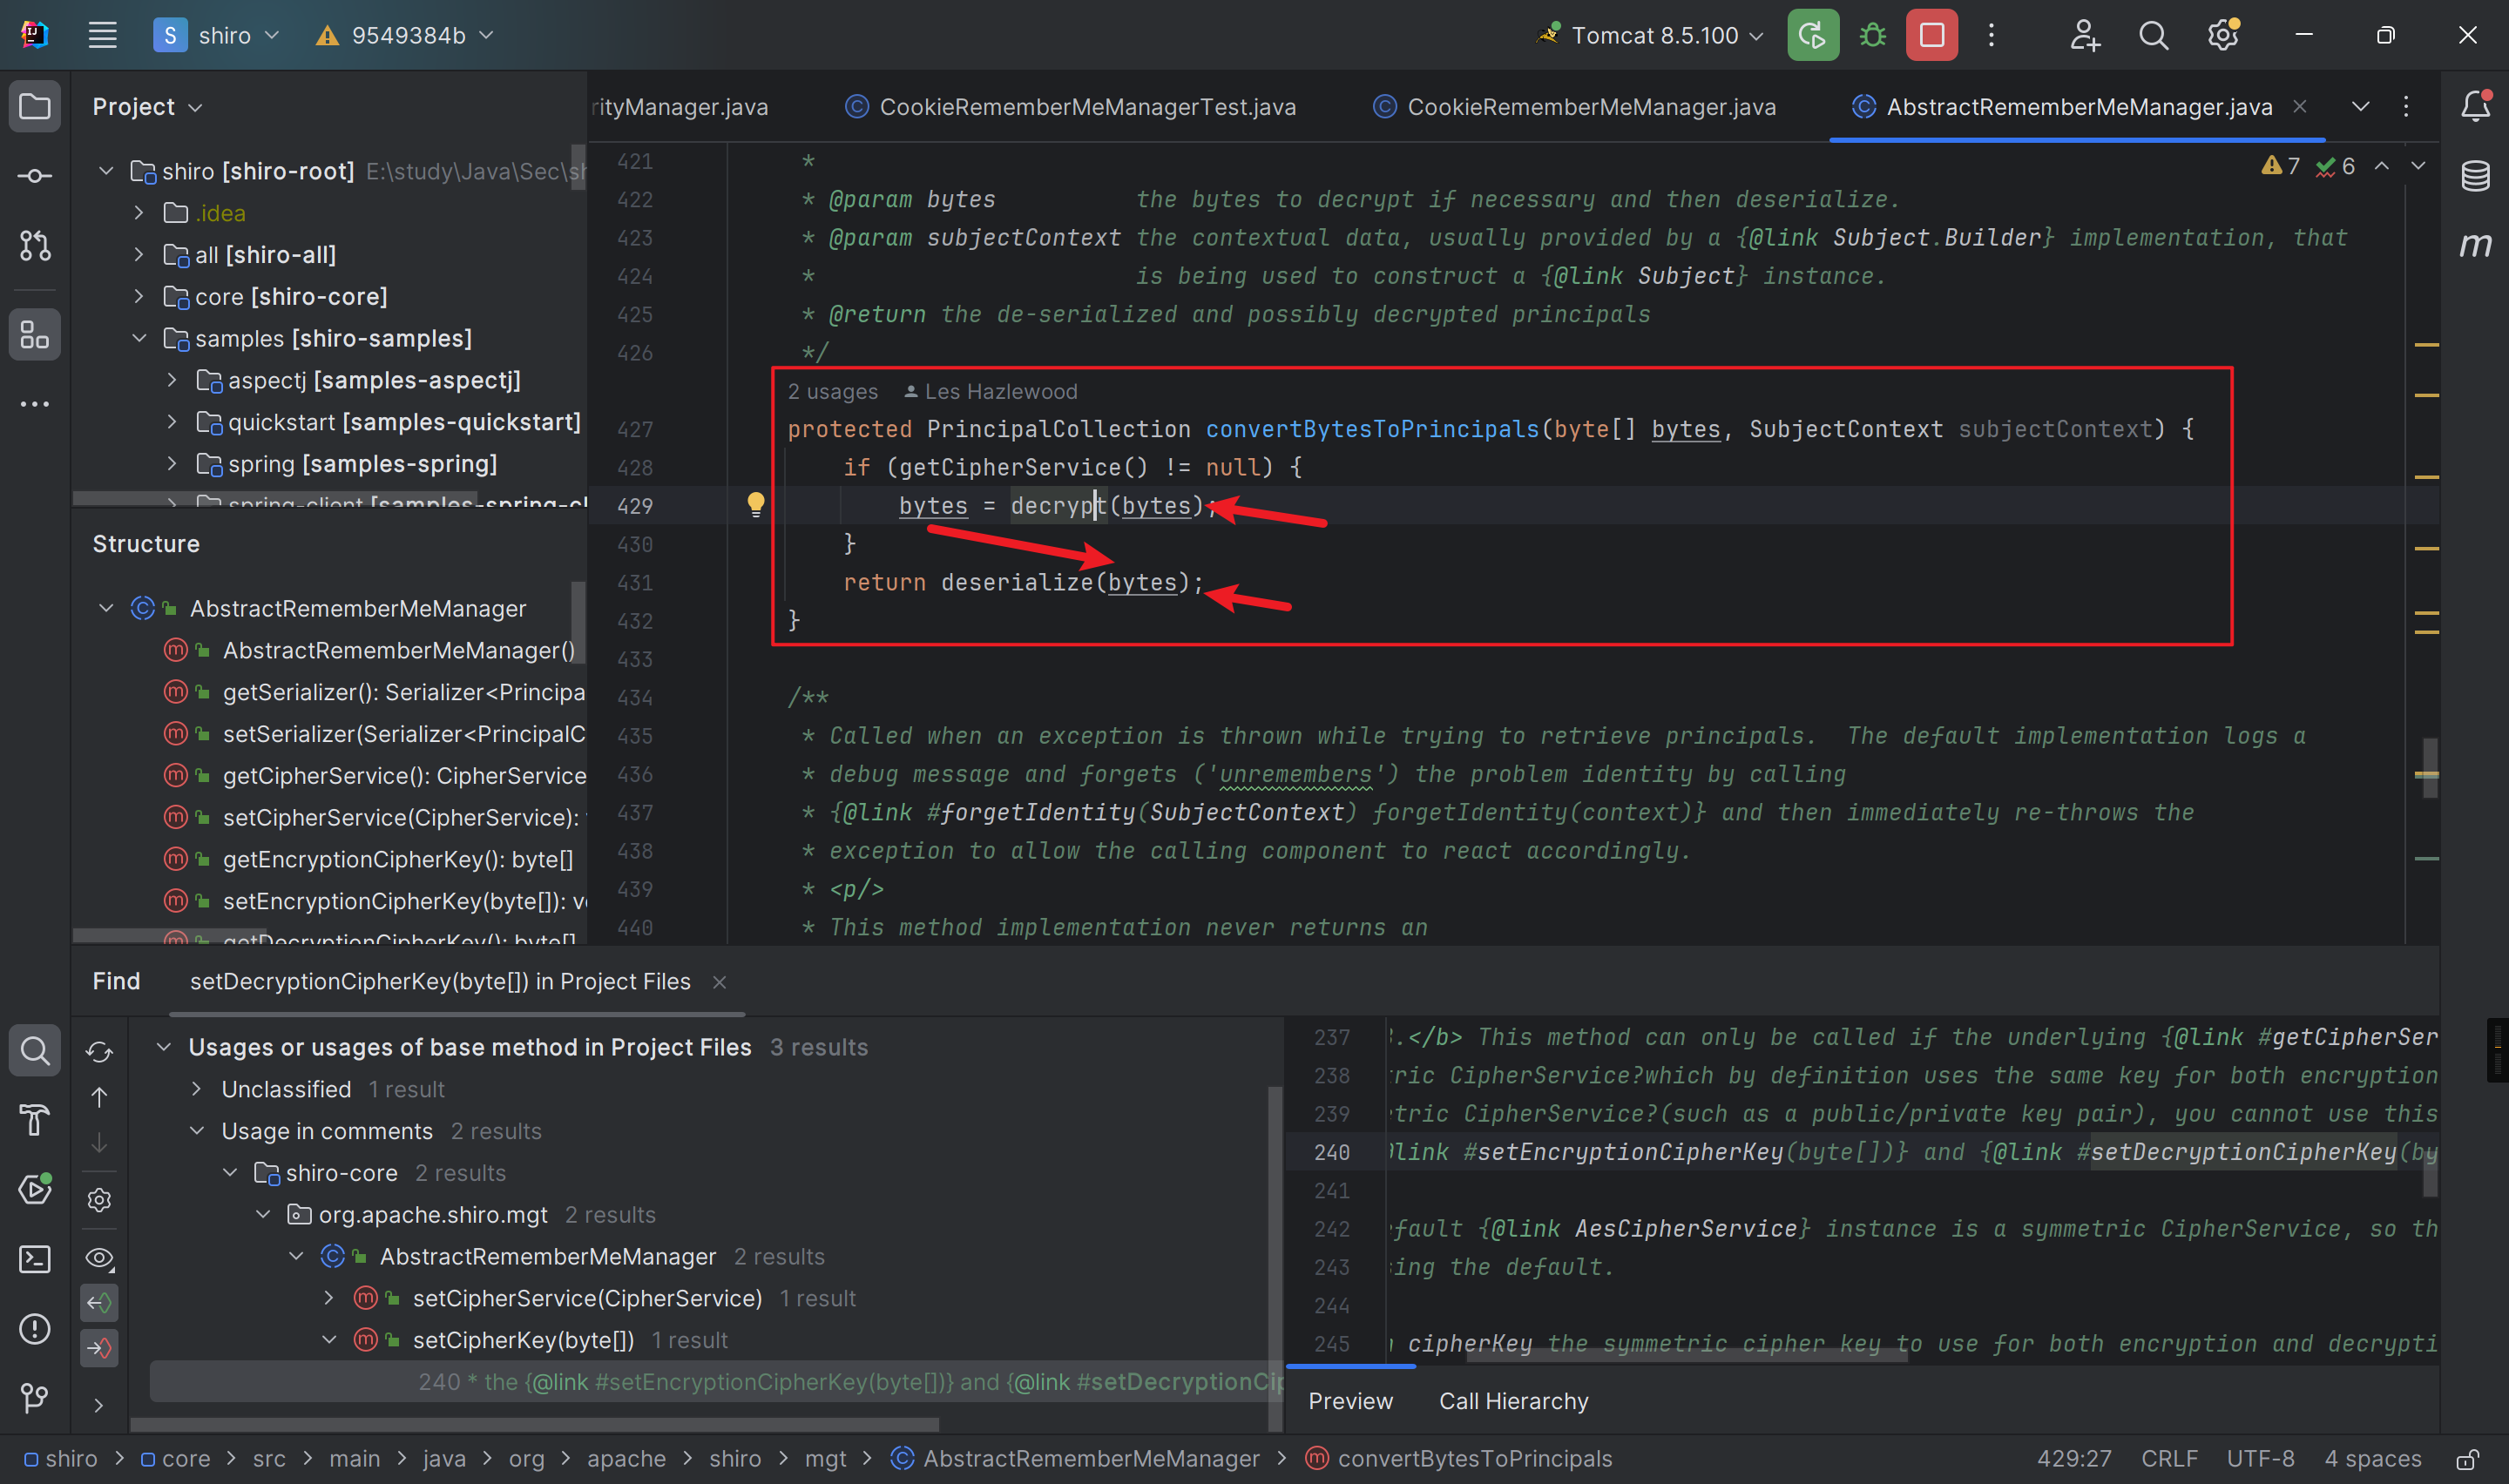 S shiro 9549384b Tomcat 8.5.100
Project
shiro [shiro-root] E:\study\Java\Sec\sh
.idea
all [shiro-all]
core [shiro-core]
samples [shiro-samples]
aspectj [samples-aspectj]
quickstart [samples-quickstart]
spring [samples-spring]
spring-client [samples-spring-cl
Structure
AbstractRememberMeManager
AbstractRememberMeManager()
getSerializer(): Serializer<Principa
setSerializer(Serializer<PrincipalC
getCipherService(): CipherService
setCipherService(CipherService):
getEncryptionCipherKey(): byte[]
setEncryptionCipherKey(byte[]): v
getDecryptionCipherKey(): byte[]
rityManager.java CookieRememberMeManagerTest.java CookieRememberMeManager.java AbstractRememberMeManager.java
7 6
421 *
422 * @param bytes the bytes to decrypt if necessary and then deserialize.
423 * @param subjectContext the contextual data, usually provided by a {@link Subject.Builder} implementation, that
424 * is being used to construct a {@link Subject} instance.
425 * @return the de-serialized and possibly decrypted principals
426 */
2 usages Les Hazlewood
427 protected PrincipalCollection convertBytesToPrincipals(byte[] bytes, SubjectContext subjectContext) {
428 if (getCipherService() != null) {
429 bytes = decrypt(bytes);
430 }
431 return deserialize(bytes);
432 }
433
434 /**
435 * Called when an exception is thrown while trying to retrieve principals.  The default implementation logs a
436 * debug message and forgets ('unremembers') the problem identity by calling
437 * {@link #forgetIdentity(SubjectContext) forgetIdentity(context)} and then immediately re-throws the
438 * exception to allow the calling component to react accordingly.
439 * <p/>
440 * This method implementation never returns an
Find setDecryptionCipherKey(byte[]) in Project Files
Usages or usages of base method in Project Files 3 results
Unclassified 1 result
Usage in comments 2 results
shiro-core 2 results
org.apache.shiro.mgt 2 results
AbstractRememberMeManager 2 results
setCipherService(CipherService) 1 result
setCipherKey(byte[]) 1 result
240 * the {@link #setEncryptionCipherKey(byte[])} and {@link #setDecryptionCip
237 .</b> This method can only be called if the underlying {@link #getCipherSer
238 ric CipherService?which by definition uses the same key for both encryption
239 tric CipherService?(such as a public/private key pair), you cannot use this
240 link #setEncryptionCipherKey(byte[])} and {@link #setDecryptionCipherKey(by
241
242 efault {@link AesCipherService} instance is a symmetric CipherService, so th
243 ing the default.
244
245 cipherKey the symmetric cipher key to use for both encryption and decrypti
Preview Call Hierarchy
shiro > core > src > main > java > org > apache > shiro > mgt > AbstractRememberMeManager > convertBytesToPrincipals 429:27 CRLF UTF-8 4 spaces